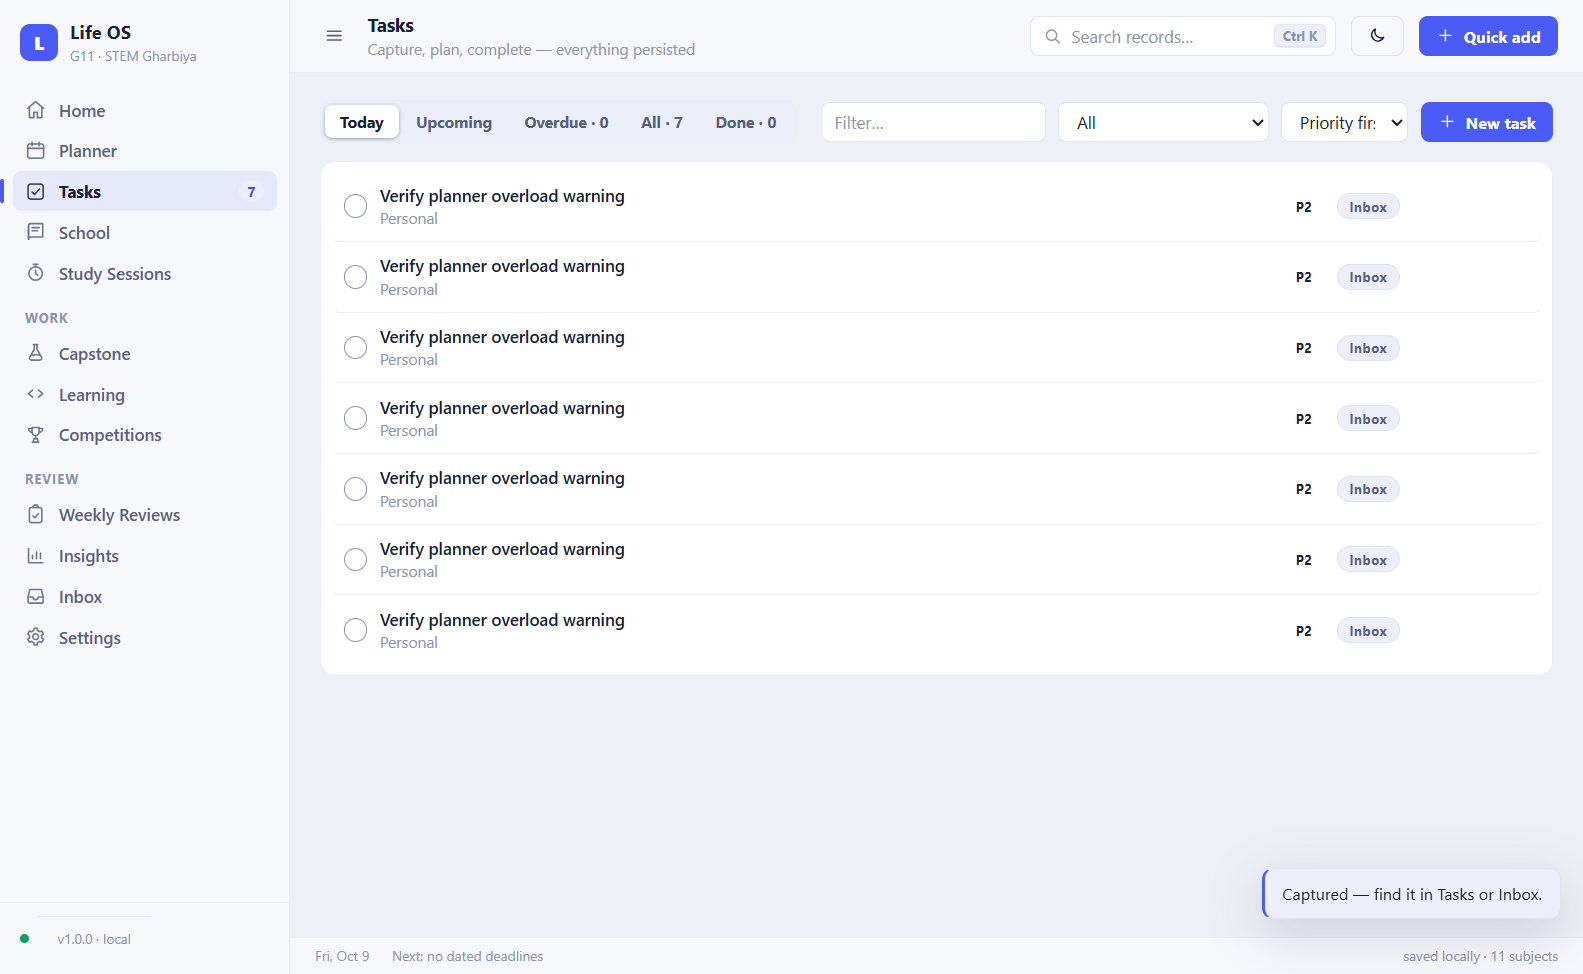 L
Life OS
G11 · STEM Gharbiya
Home
Planner
Tasks 7
School
Study Sessions
WORK
Capstone
Learning
Competitions
REVIEW
Weekly Reviews
Insights
Inbox
Settings
v1.0.0 · local
Tasks
Capture, plan, complete — everything persisted
Search records... Ctrl K
Quick add
Today Upcoming Overdue · 0 All · 7 Done · 0
Filter... All Priority firs New task
Verify planner overload warning
Personal
P2 Inbox
Verify planner overload warning
Personal
P2 Inbox
Verify planner overload warning
Personal
P2 Inbox
Verify planner overload warning
Personal
P2 Inbox
Verify planner overload warning
Personal
P2 Inbox
Verify planner overload warning
Personal
P2 Inbox
Verify planner overload warning
Personal
P2 Inbox
Captured — find it in Tasks or Inbox.
Fri, Oct 9 Next: no dated deadlines
saved locally · 11 subjects